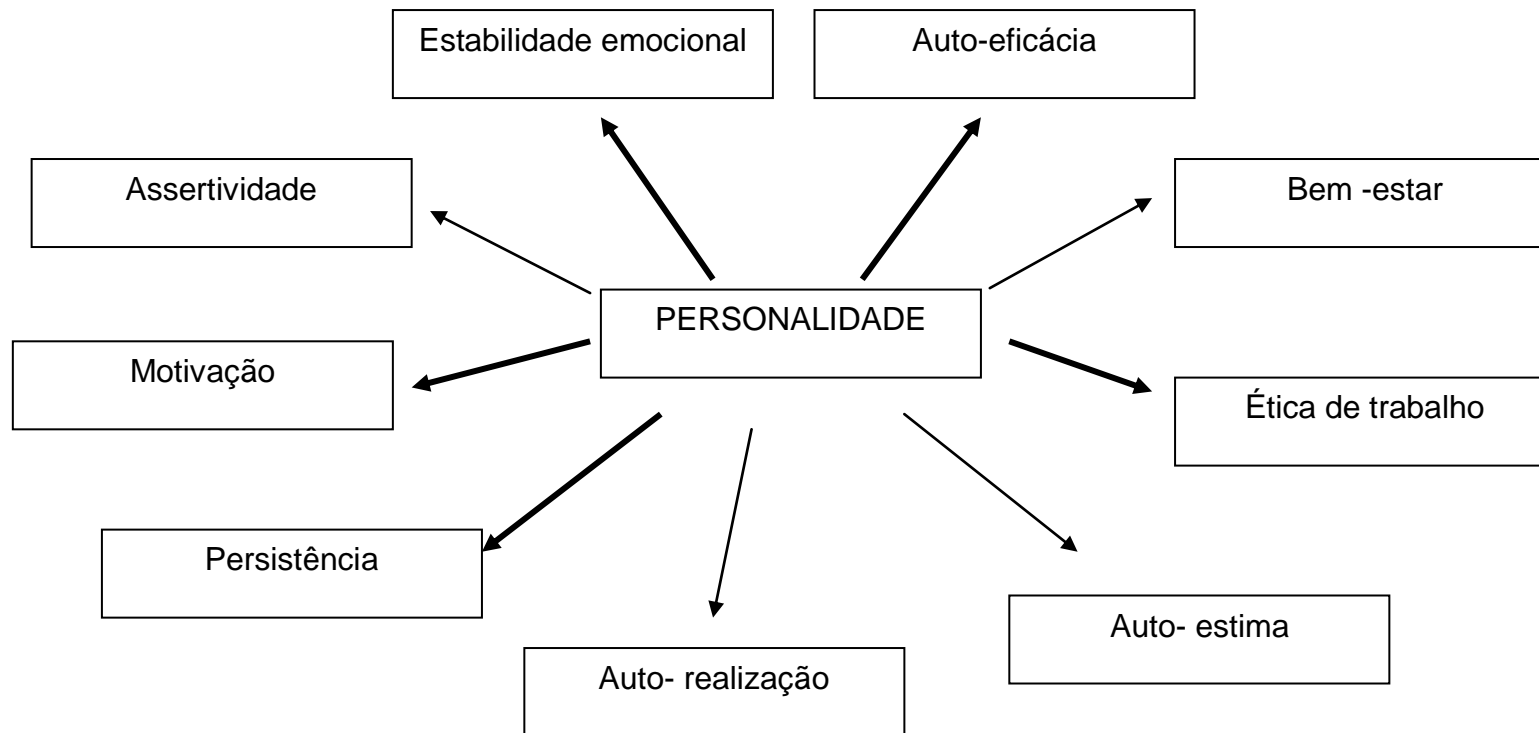 Estabilidade emocional
Auto-eficácia
Assertividade
Bem -estar
PERSONALIDADE
Motivação
Ética de trabalho
Persistência
Auto- estima
Auto- realização